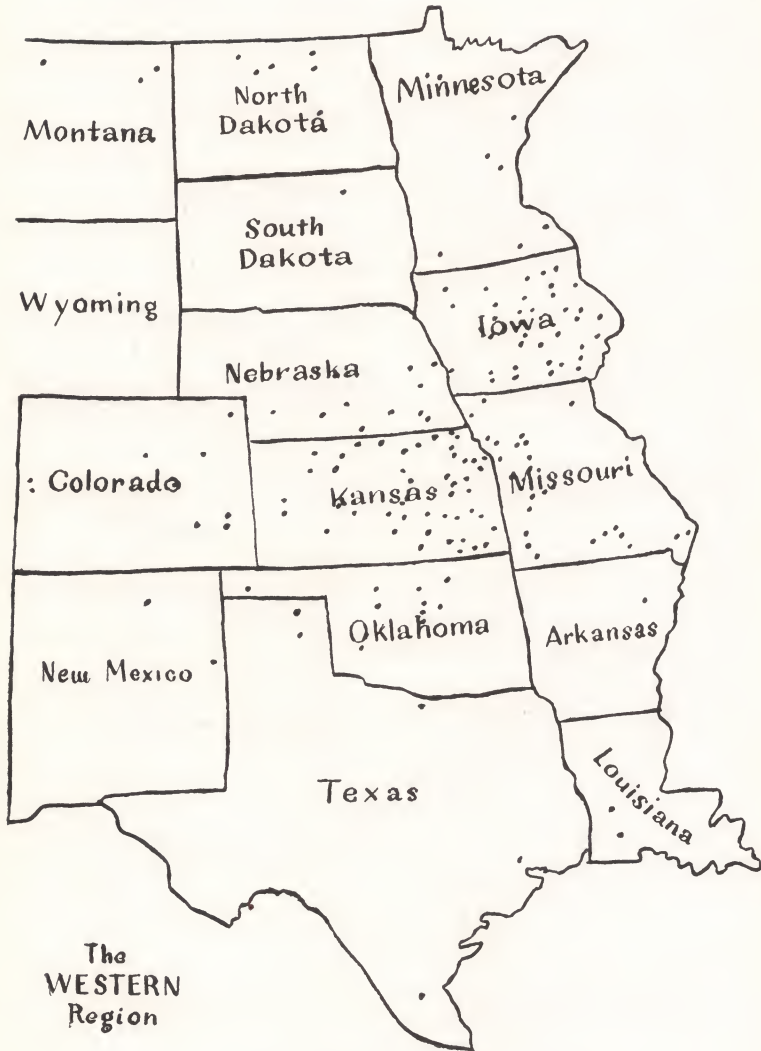 Minnesota
North
Dakota
Montana
South
Dakota
Wyoming
Iowa
Nebraska
Colorado
Kansas
Missouri
Oklahoma
Arkansas
New Mexico
Texas
Louisiana
The
WESTERN
Region